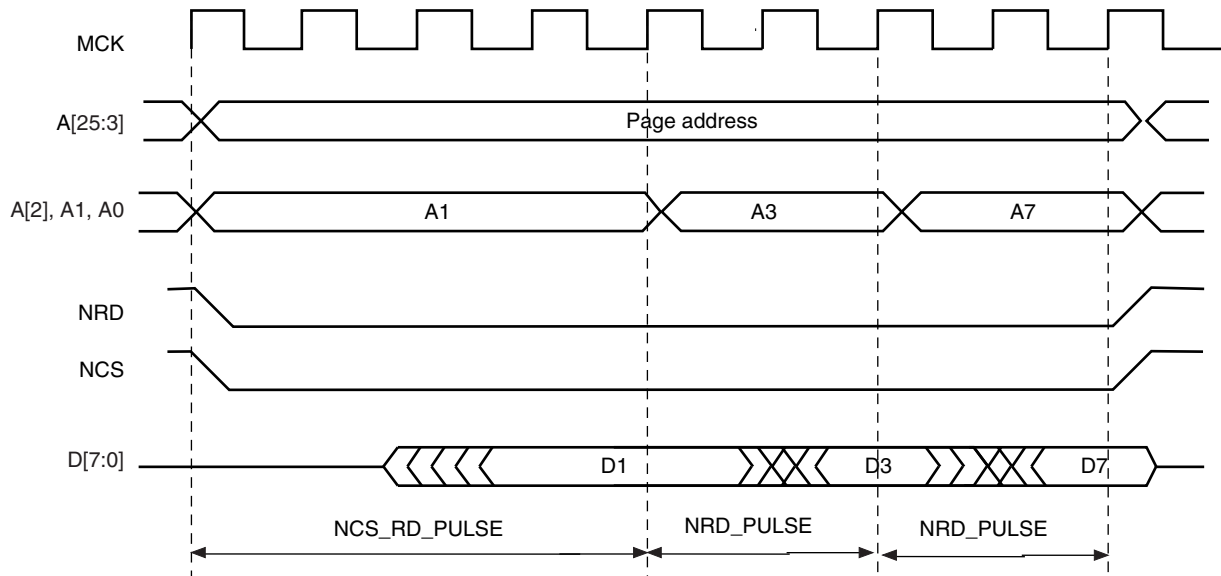 MCK
A[25:3]
Page address
A[2], A1, A0
A1
A3
A7
NRD
NCS
D[7:0]
D1
D3
D7
NCS_RD_PULSE
NRD_PULSE
NRD_PULSE